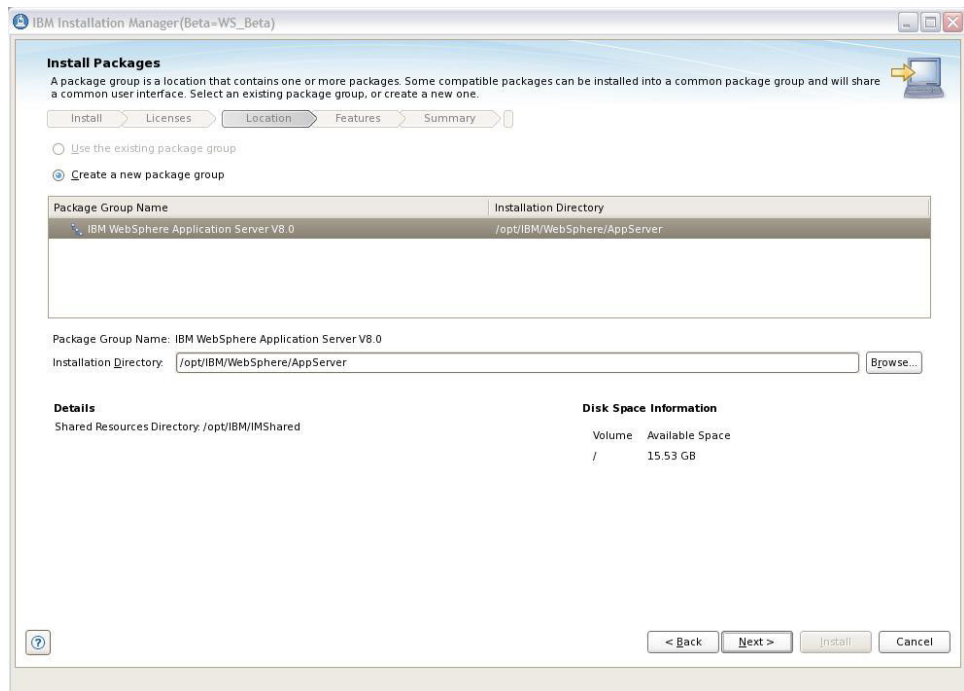 IBM Installation Manager(Beta=WS_Beta)
Install Packages
A package group is a location that contains one or more packages. Some compatible packages can be installed into a common package group and will share
a common user interface. Select an existing package group, or create a new one.
Install Licenses Location Features Summary
Use the existing package group
Create a new package group
Package Group Name Installation Directory
IBM WebSphere Application Server V8.0 /opt/IBM/WebSphere/AppServer
Package Group Name: IBM WebSphere Application Server V8.0
Installation Directory: /opt/IBM/WebSphere/AppServer Browse...
Details Disk Space Information
Shared Resources Directory: /opt/IBM/IMShared
Volume Available Space
/ 15.53 GB
? < Back Next > Install Cancel